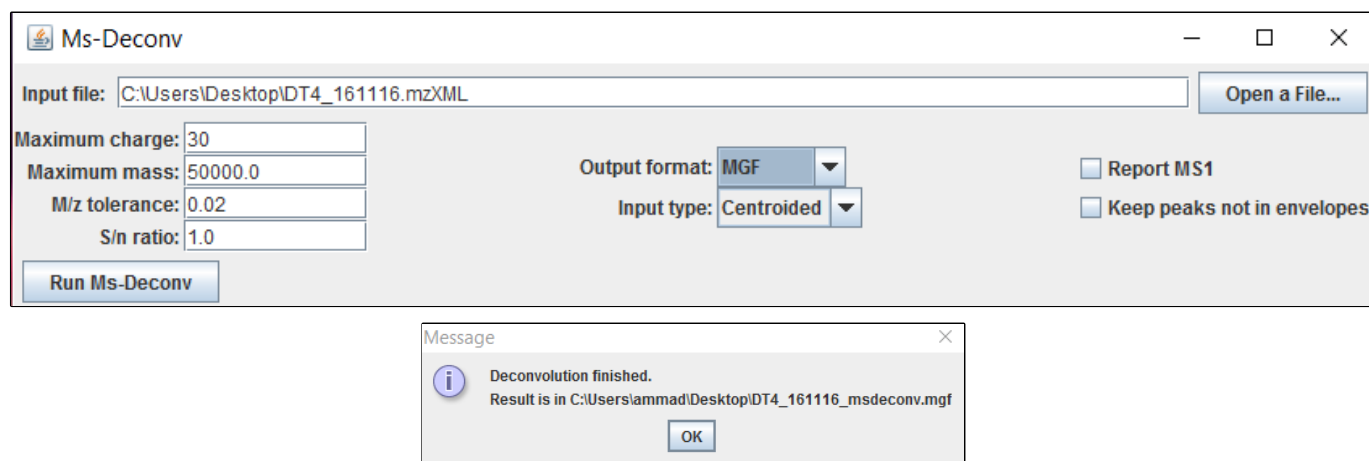 Ms-Deconv
Input file: C:\Users\Desktop\DT4_161116.mzXML Open a File...
Maximum charge: 30
Maximum mass: 50000.0
M/z tolerance: 0.02
S/n ratio: 1.0
Output format: MGF
Input type: Centroided
Report MS1
Keep peaks not in envelopes
Run Ms-Deconv
Message
Deconvolution finished.
Result is in C:\Users\ammad\Desktop\DT4_161116_msdeconv.mgf
OK